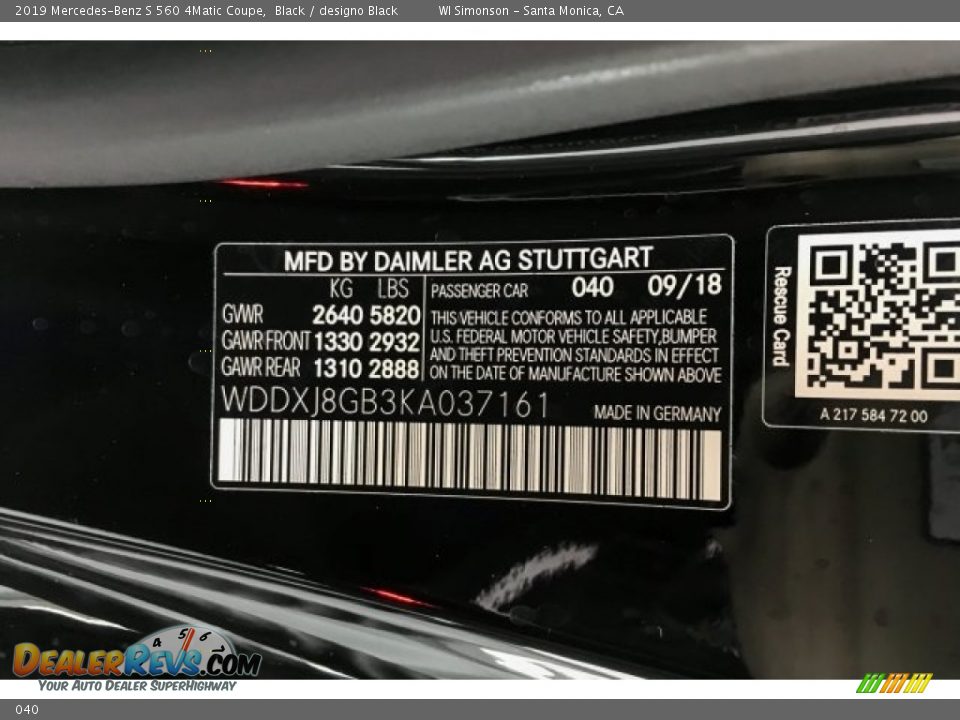 2019 Mercedes-Benz S 560 4Matic Coupe, Black / designo Black WI Simonson - Santa Monica, CA
MFD BY DAIMLER AG STUTTGART
KG LBS PASSENGER CAR 040 09/18
GVWR 2640 5820 THIS VEHICLE CONFORMS TO ALL APPLICABLE
GAWR FRONT 1330 2932 U.S. FEDERAL MOTOR VEHICLE SAFETY,BUMPER
AND THEFT PREVENTION STANDARDS IN EFFECT
GAWR REAR 1310 2888 ON THE DATE OF MANUFACTURE SHOWN ABOVE
WDDXJ8GB3KA037161 MADE IN GERMANY
Rescue Card
A 217 584 72 00
4 5 6
DEALERREVS.COM
YOUR AUTO DEALER SUPERHIGHWAY
040